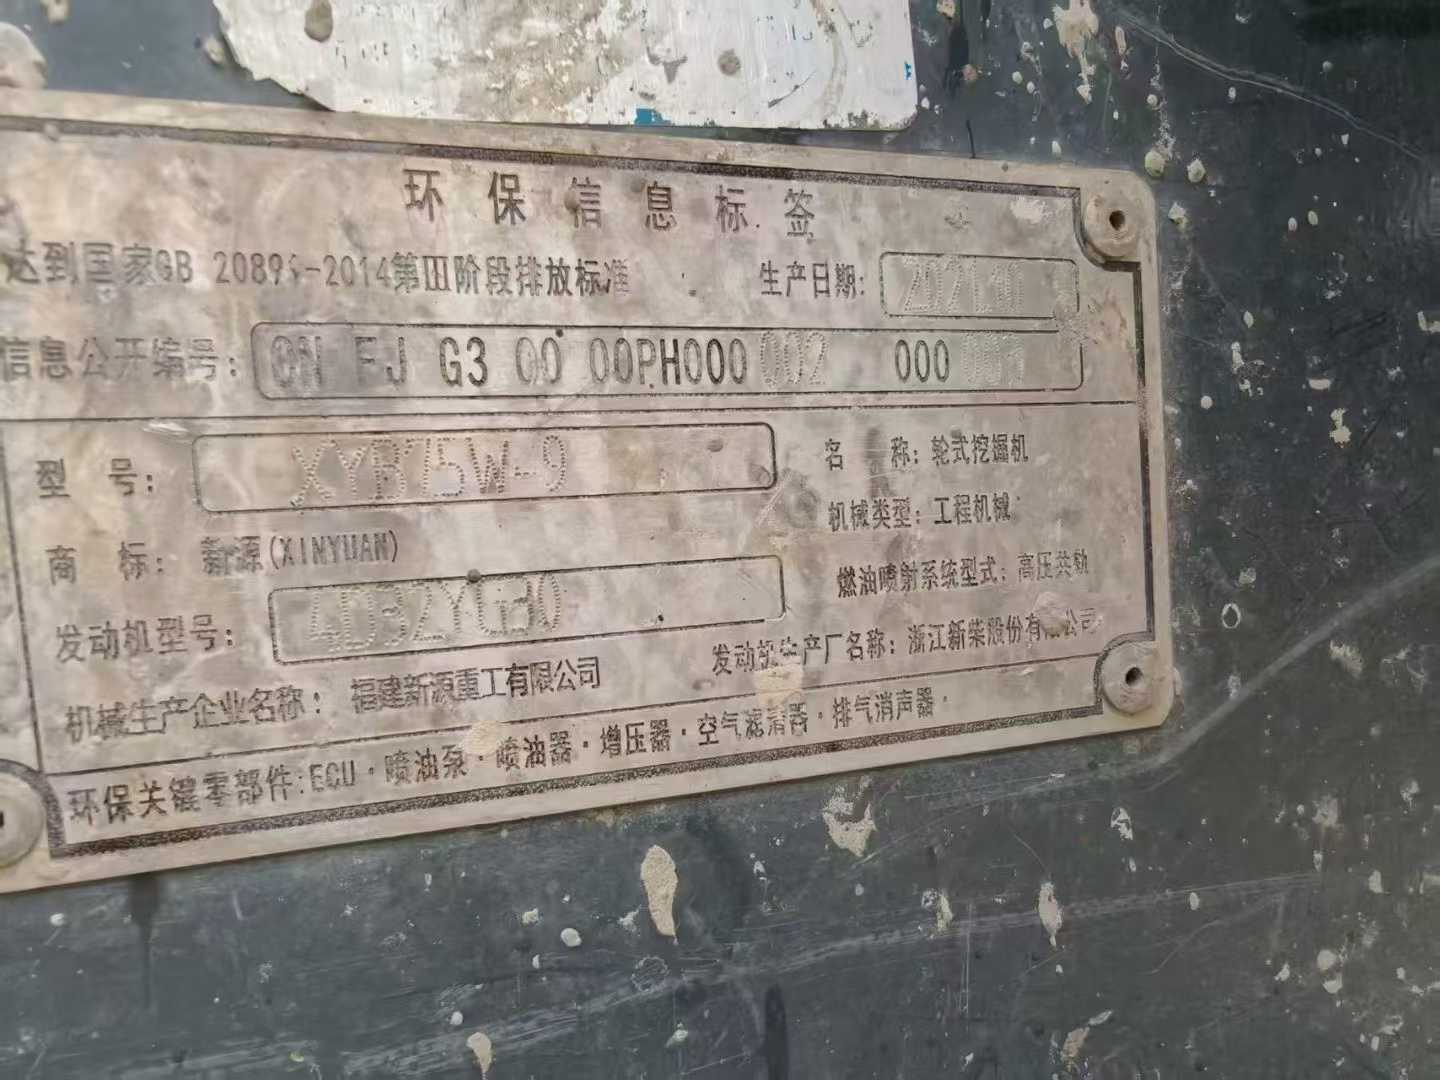 环保信息标签
达到国家GB 20891-2014第Ⅲ阶段排放标准 生产日期:
信息公开编号: CN FJ G3 00 00PH000 002 000
型 号: XYB75W-9 名 称: 轮式挖掘机
机械类型: 工程机械
商 标: 新源(XINYUAN)
燃油喷射系统型式: 高压共轨
发动机型号:
发动机生产厂名称: 浙江新柴股份有限公司
机械生产企业名称: 福建新源重工有限公司
环保关键零部件:ECU·喷油泵·喷油器·增压器·空气滤清器·排气消声器·